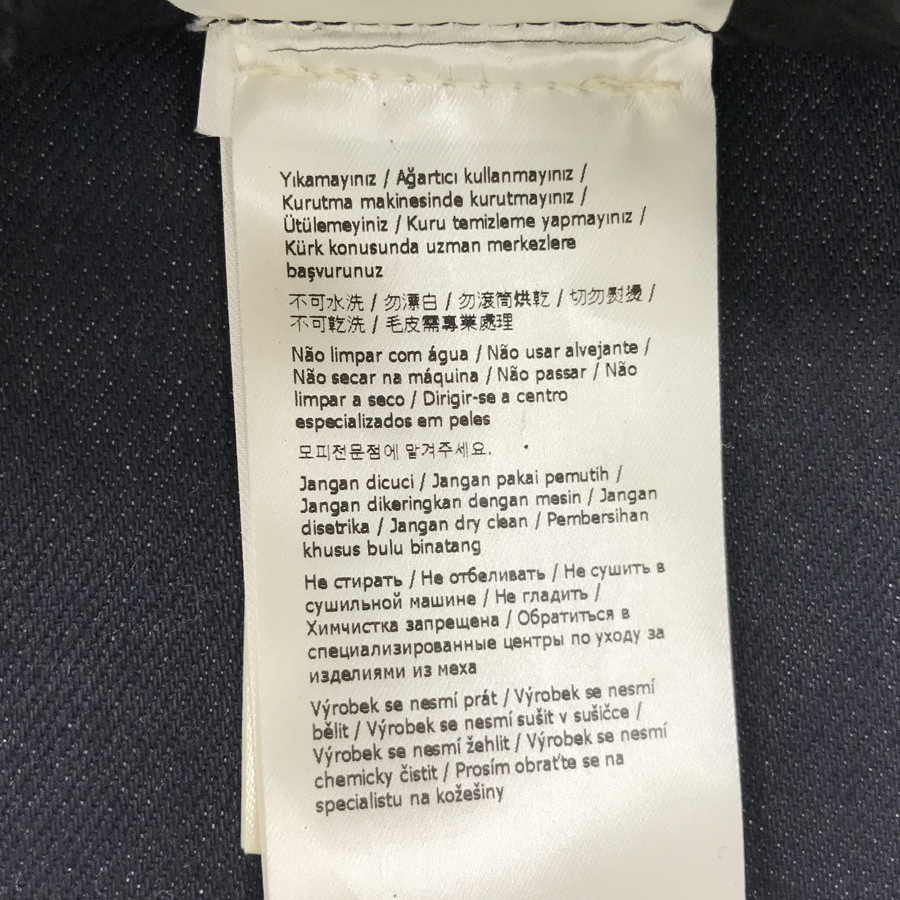 Yıkamayınız / Ağartıcı kullanmayınız /
Kurutma makinesinde kurutmayınız /
Ütülemeyiniz / Kuru temizleme yapmayınız /
Kürk konusunda uzman merkezlere
başvurunuz
不可水洗 / 勿漂白 / 勿滾筒烘乾 / 切勿熨燙 /
不可乾洗 / 毛皮需專業處理
Não limpar com água / Não usar alvejante /
Não secar na máquina / Não passar / Não
limpar a seco / Dirigir-se a centro
especializados em peles
모피전문점에 맡겨주세요.
Jangan dicuci / Jangan pakai pemutih /
Jangan dikeringkan dengan mesin / Jangan
disetrika / Jangan dry clean / Pembersihan
khusus bulu binatang
Не стирать / Не отбеливать / Не сушить в
сушильной машине / Не гладить /
Химчистка запрещена / Обратиться в
специализированные центры по уходу за
изделиями из меха
Výrobek se nesmí prát / Výrobek se nesmí
bělit / Výrobek se nesmí sušit v sušičce /
Výrobek se nesmí žehlit / Výrobek se nesmí
chemicky čistit / Prosím obraťte se na
specialistu na kožešiny